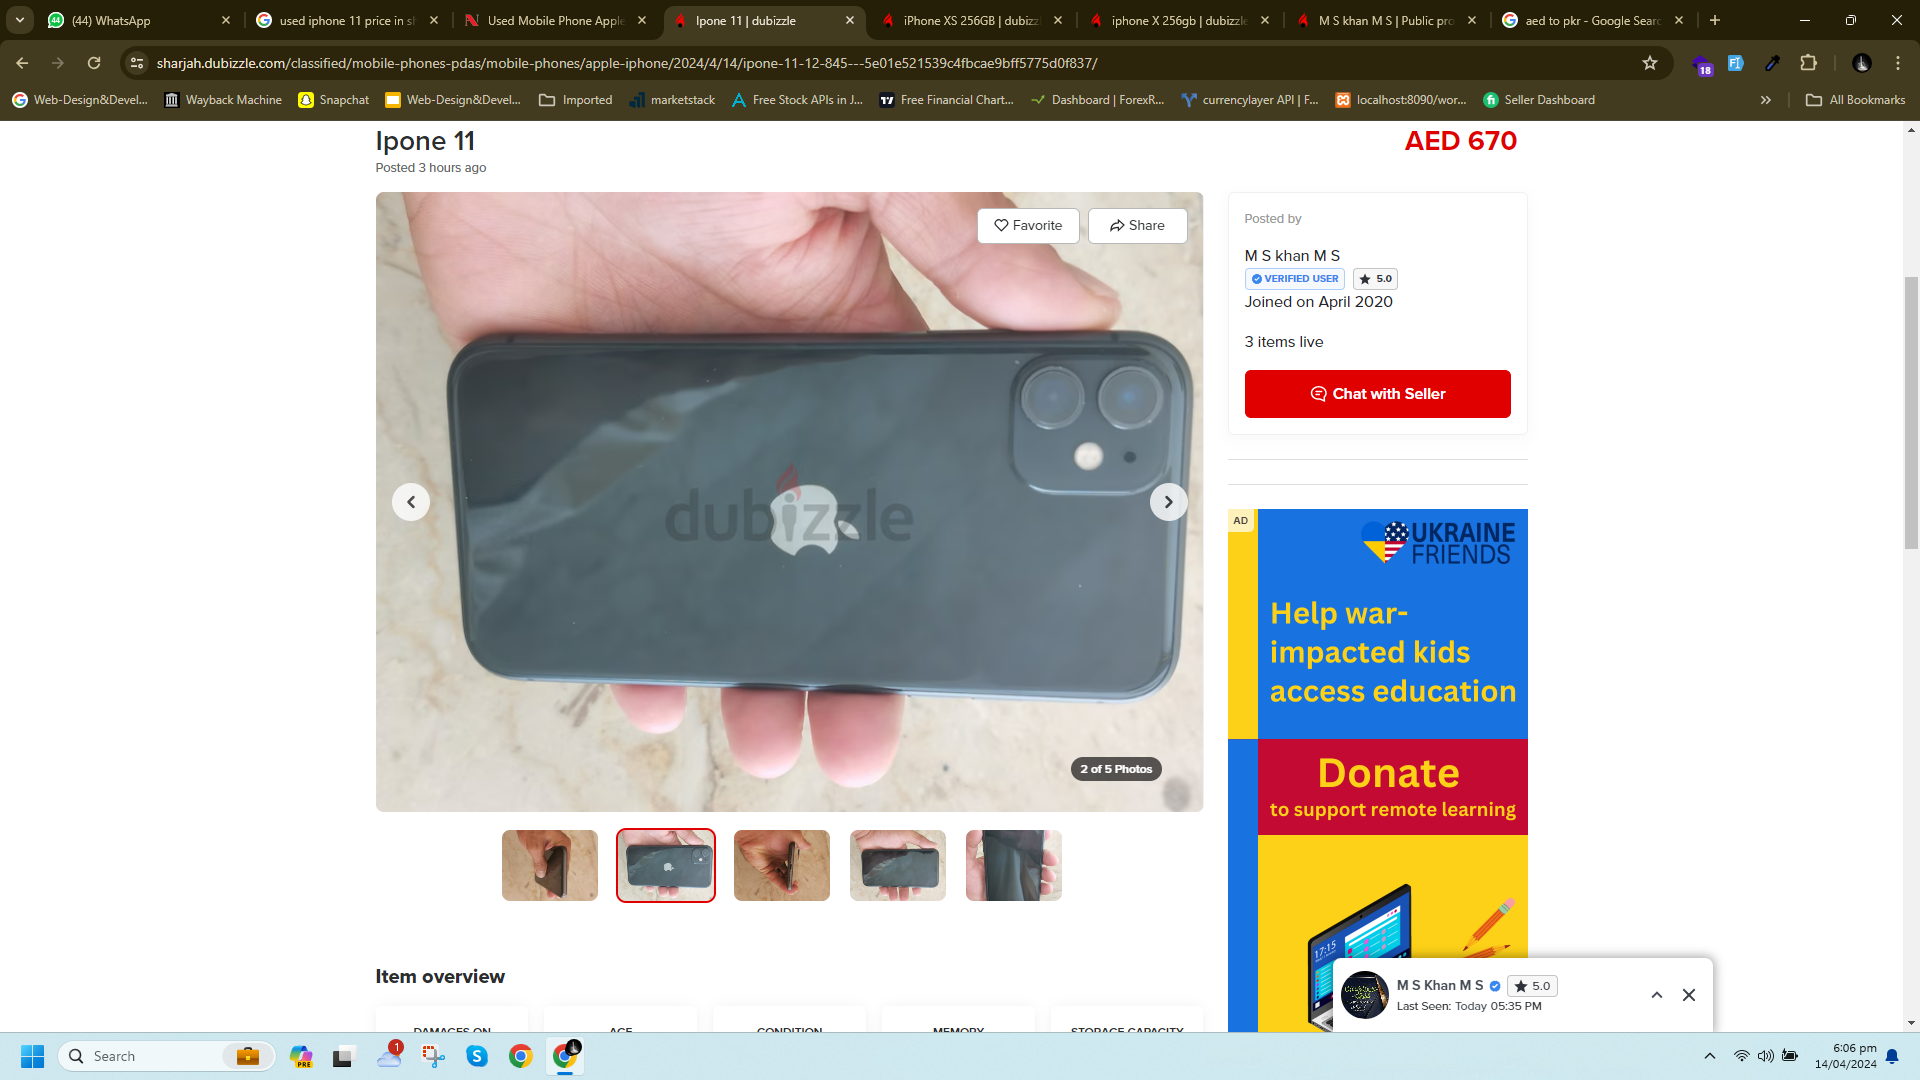 (44) WhatsApp
used iphone 11 price in sh
Used Mobile Phone Apple
Ipone 11 | dubizzle
iPhone XS 256GB | dubizzl
iphone X 256gb | dubizzle
M S khan M S | Public pro
aed to pkr - Google Searc
sharjah.dubizzle.com/classified/mobile-phones-pdas/mobile-phones/apple-iphone/2024/4/14/ipone-11-12-845---5e01e521539c4fbcae9bff5775d0f837/
18
Web-Design&Devel...
Wayback Machine
Snapchat
Web-Design&Devel...
Imported
marketstack
Free Stock APIs in J...
Free Financial Chart...
Dashboard | ForexR...
currencylayer API | F...
localhost:8090/wor...
Seller Dashboard
All Bookmarks
Ipone 11
AED 670
Posted 3 hours ago
Favorite
Share
dubizzle
2 of 5 Photos
Posted by
M S khan M S
VERIFIED USER
5.0
Joined on April 2020
3 items live
Chat with Seller
AD
UKRAINE
FRIENDS
Help war-
impacted kids
access education
Donate
to support remote learning
17:15
Item overview
DAMAGES ON
AGE
CONDITION
MEMORY
STORAGE CAPACITY
M S Khan M S
5.0
Last Seen: Today 05:35 PM
Search
PRE
1
6:06 pm
14/04/2024